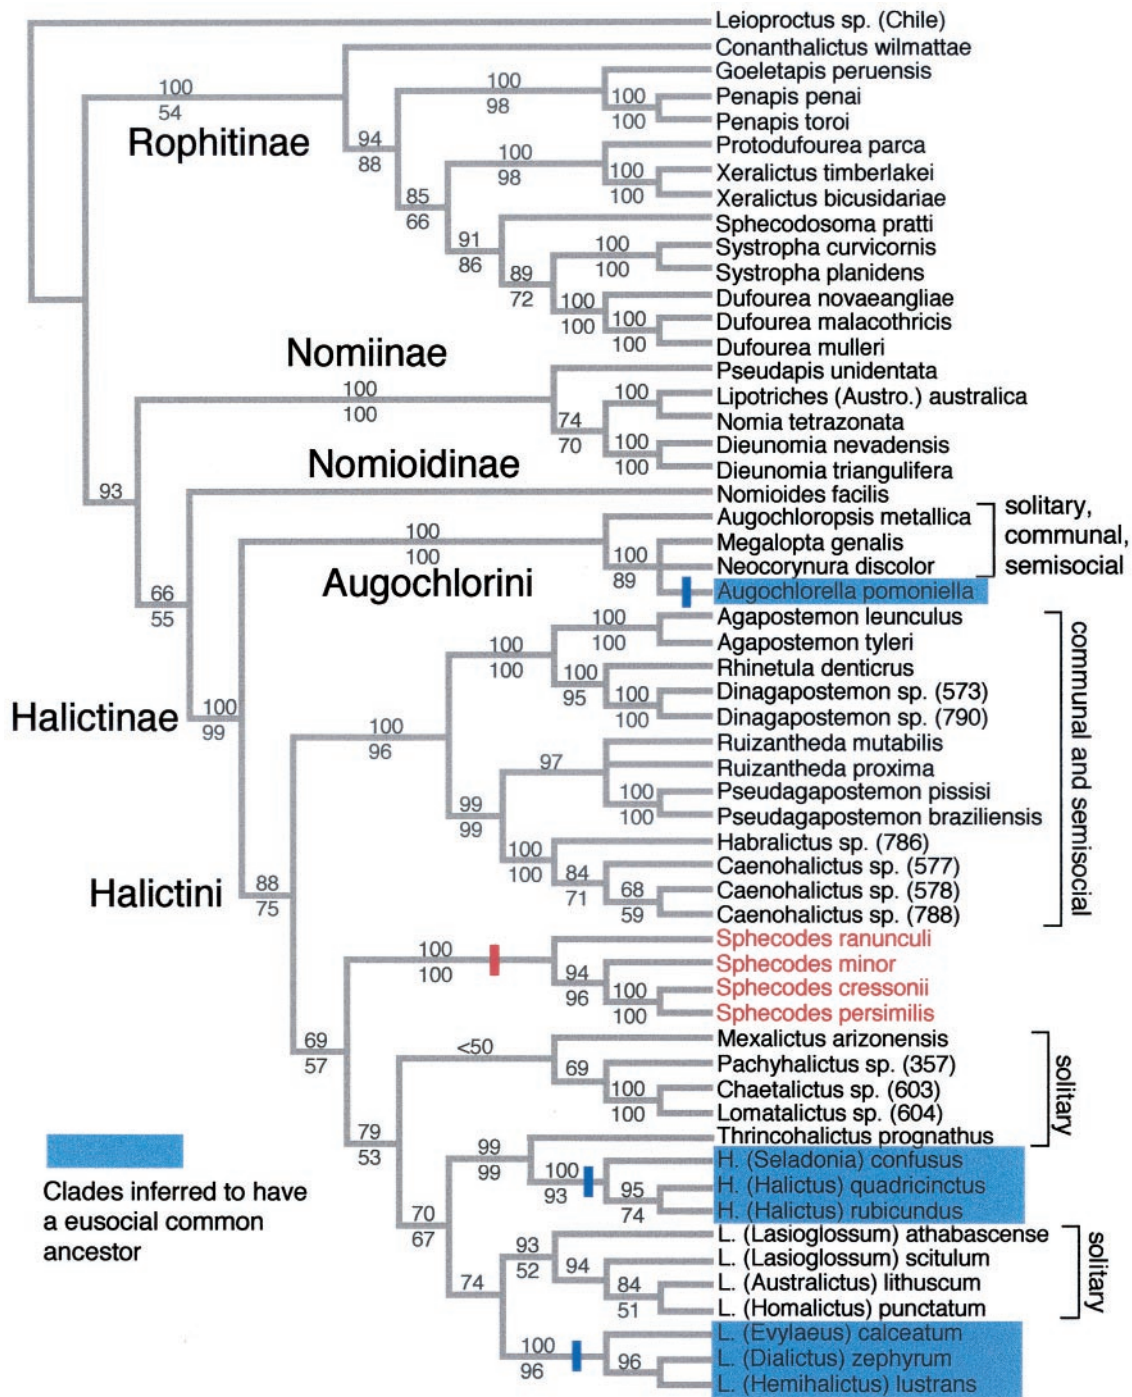 Leioproctus sp. (Chile)
Conanthalictus wilmattae
Goeletapis peruensis
100
98
100
54
Penapis penai
100
100
Penapis toroi
Rophitinae
94
88
Protodufourea parca
100
98
Xeralictus timberlakei
100
100
Xeralictus bicusidariae
85
66
Sphecodosoma pratti
91
86
Systropha curvicornis
100
100
Systropha planidens
89
72
Dufourea novaeangliae
100
100
Dufourea malacothricis
100
100
Dufourea mulleri
Nomiinae
Pseudapis unidentata
100
100
Lipotriches (Austro.) australica
100
Nomia tetrazonata
74
70
Dieunomia nevadensis
100
100
Dieunomia triangulifera
Nomioidinae
93
Nomioides facilis
Augochloropsis metallica
solitary,
communal,
semisocial
100
100
Megalopta genalis
Neocorynura discolor
100
89
Augochlorini
Augochlorella pomoniella
66
55
Agapostemon leunculus
100
100
Agapostemon tyleri
100
100
Rhinetula denticrus
100
95
Dinagapostemon sp. (573)
100
100
Dinagapostemon sp. (790)
communal and semisocial
Halictinae
100
99
100
96
Ruizantheda mutabilis
97
Ruizantheda proxima
Pseudagapostemon pissisi
100
100
Pseudagapostemon braziliensis
99
99
Habralictus sp. (786)
100
100
Caenohalictus sp. (577)
84
71
Caenohalictus sp. (578)
68
59
Caenohalictus sp. (788)
Halictini
88
75
Sphecodes ranunculi
100
100
Sphecodes minor
94
96
Sphecodes cressonii
100
100
Sphecodes persimilis
69
57
Mexalictus arizonensis
<50
Pachyhalictus sp. (357)
69
Chaetalictus sp. (603)
100
100
Lomatalictus sp. (604)
solitary
79
53
Thrincohalictus prognathus
99
99
H. (Seladonia) confusus
100
93
H. (Halictus) quadricinctus
95
74
H. (Halictus) rubicundus
Clades inferred to have
a eusocial common
ancestor
70
67
L. (Lasioglossum) athabascense
93
52
L. (Lasioglossum) scitulum
94
L. (Australictus) lithuscum
84
51
L. (Homalictus) punctatum
solitary
74
L. (Evylaeus) calceatum
100
96
L. (Dialictus) zephyrum
96
L. (Hemihalictus) lustrans